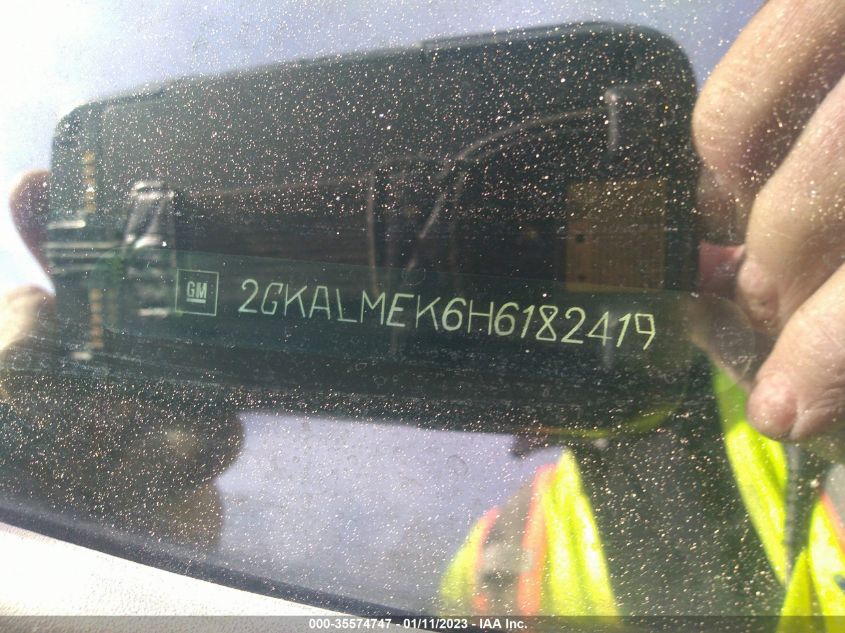 GM 2GKALMEK6H6182419
000-35574747 - 01/11/2023 - IAA Inc.